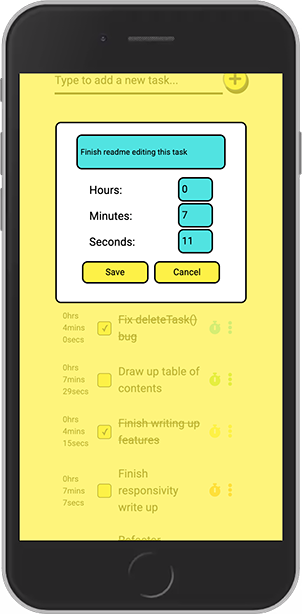 Type to add a new task...
+
Finish readme editing this task
Hours: 0
Minutes: 7
Seconds: 11
Save Cancel
0hrs
4mins
0secs
Fix deleteTask()
bug
0hrs
7mins
29secs
Draw up table of
contents
0hrs
4mins
15secs
Finish writing up
features
0hrs
7mins
7secs
Finish
responsivity
write up
Refactor